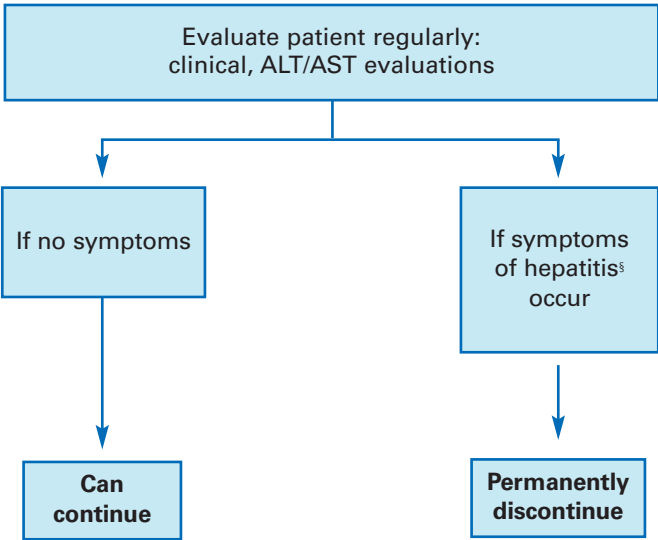 Evaluate patient regularly:
clinical, ALT/AST evaluations
If no symptoms
If symptoms
of hepatitis§
occur
Can
continue
Permanently
discontinue